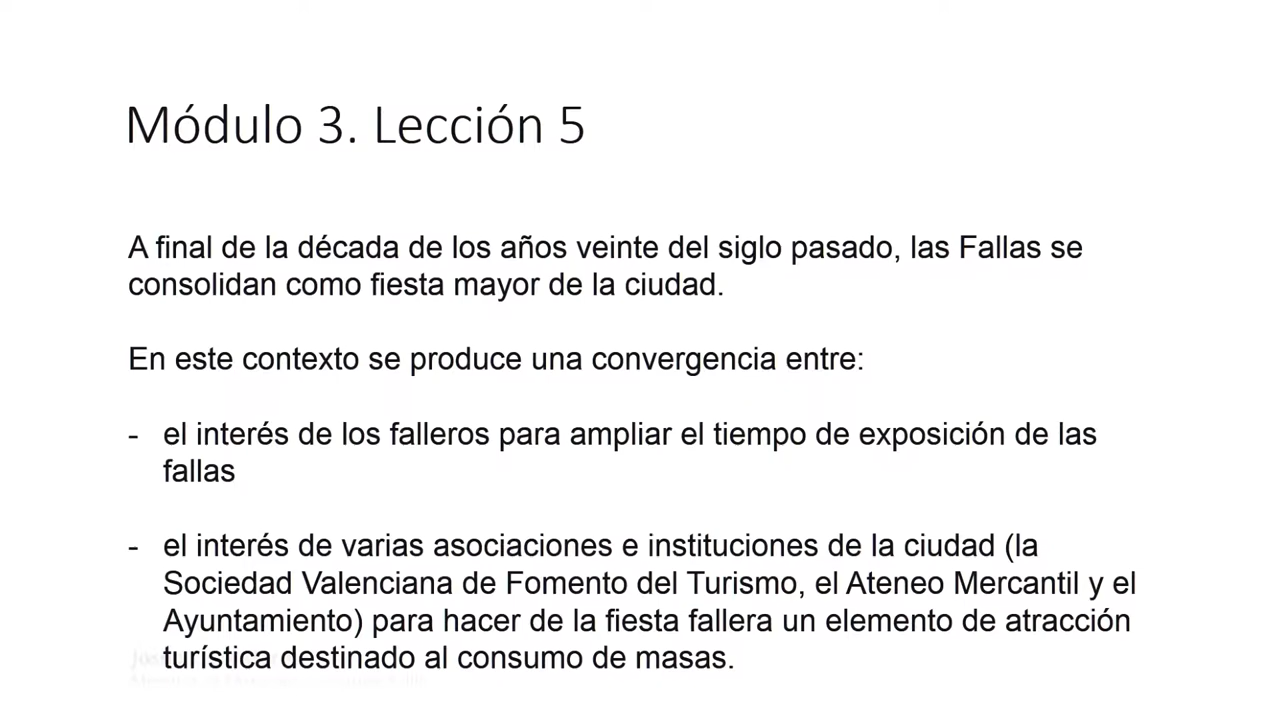 Módulo 3. Lección 5
A final de la década de los años veinte del siglo pasado, las Fallas se
consolidan como fiesta mayor de la ciudad.
En este contexto se produce una convergencia entre:
- el interés de los falleros para ampliar el tiempo de exposición de las
fallas
- el interés de varias asociaciones e instituciones de la ciudad (la
Sociedad Valenciana de Fomento del Turismo, el Ateneo Mercantil y el
Ayuntamiento) para hacer de la fiesta fallera un elemento de atracción
turística destinado al consumo de masas.